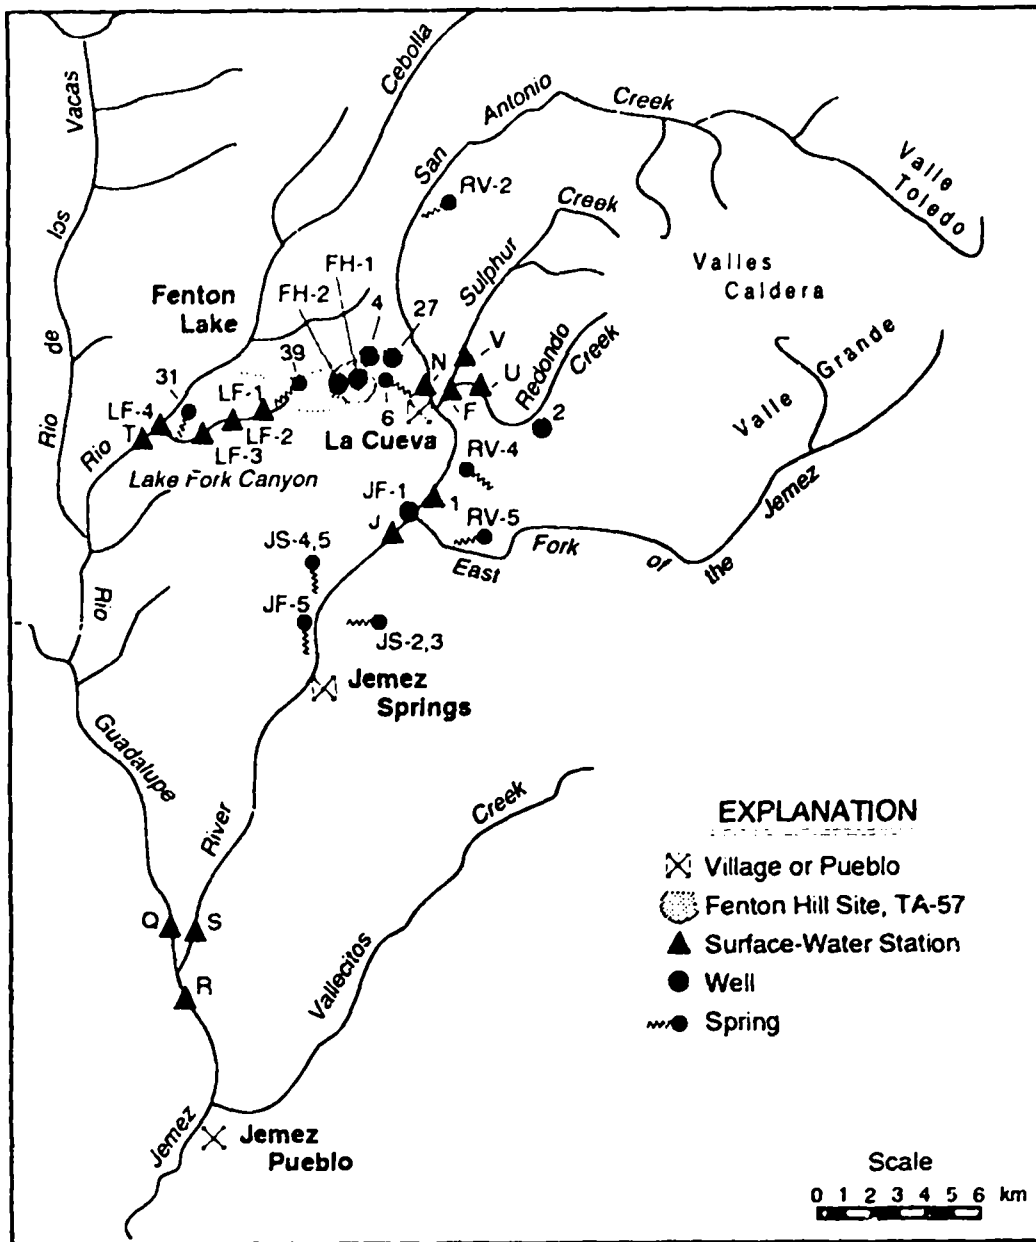 Vacas
Cebolla
San Antonio Creek
Valle
Toledo
RV-2
Creek
los
Sulphur
Valles
Caldera
FH-1
FH-2
4
27
Fenton
Lake
de
Rio
39
N
V
U
Redondo
Creek
Valle Grande
31
LF-1
LF-4
T
LF-2
LF-3
6
F
2
La Cueva
Rio
Lake Fork Canyon
RV-4
JF-1
1
J
RV-5
Jemez
East Fork of the
JS-4,5
Rio
JF-5
JS-2,3
Jemez
Springs
Guadalupe
River
Creek
Vallecitos
Q
S
R
Jemez
Jemez
Pueblo
EXPLANATION
Village or Pueblo
Fenton Hill Site, TA-57
Surface-Water Station
Well
Spring
Scale
0 1 2 3 4 5 6 km